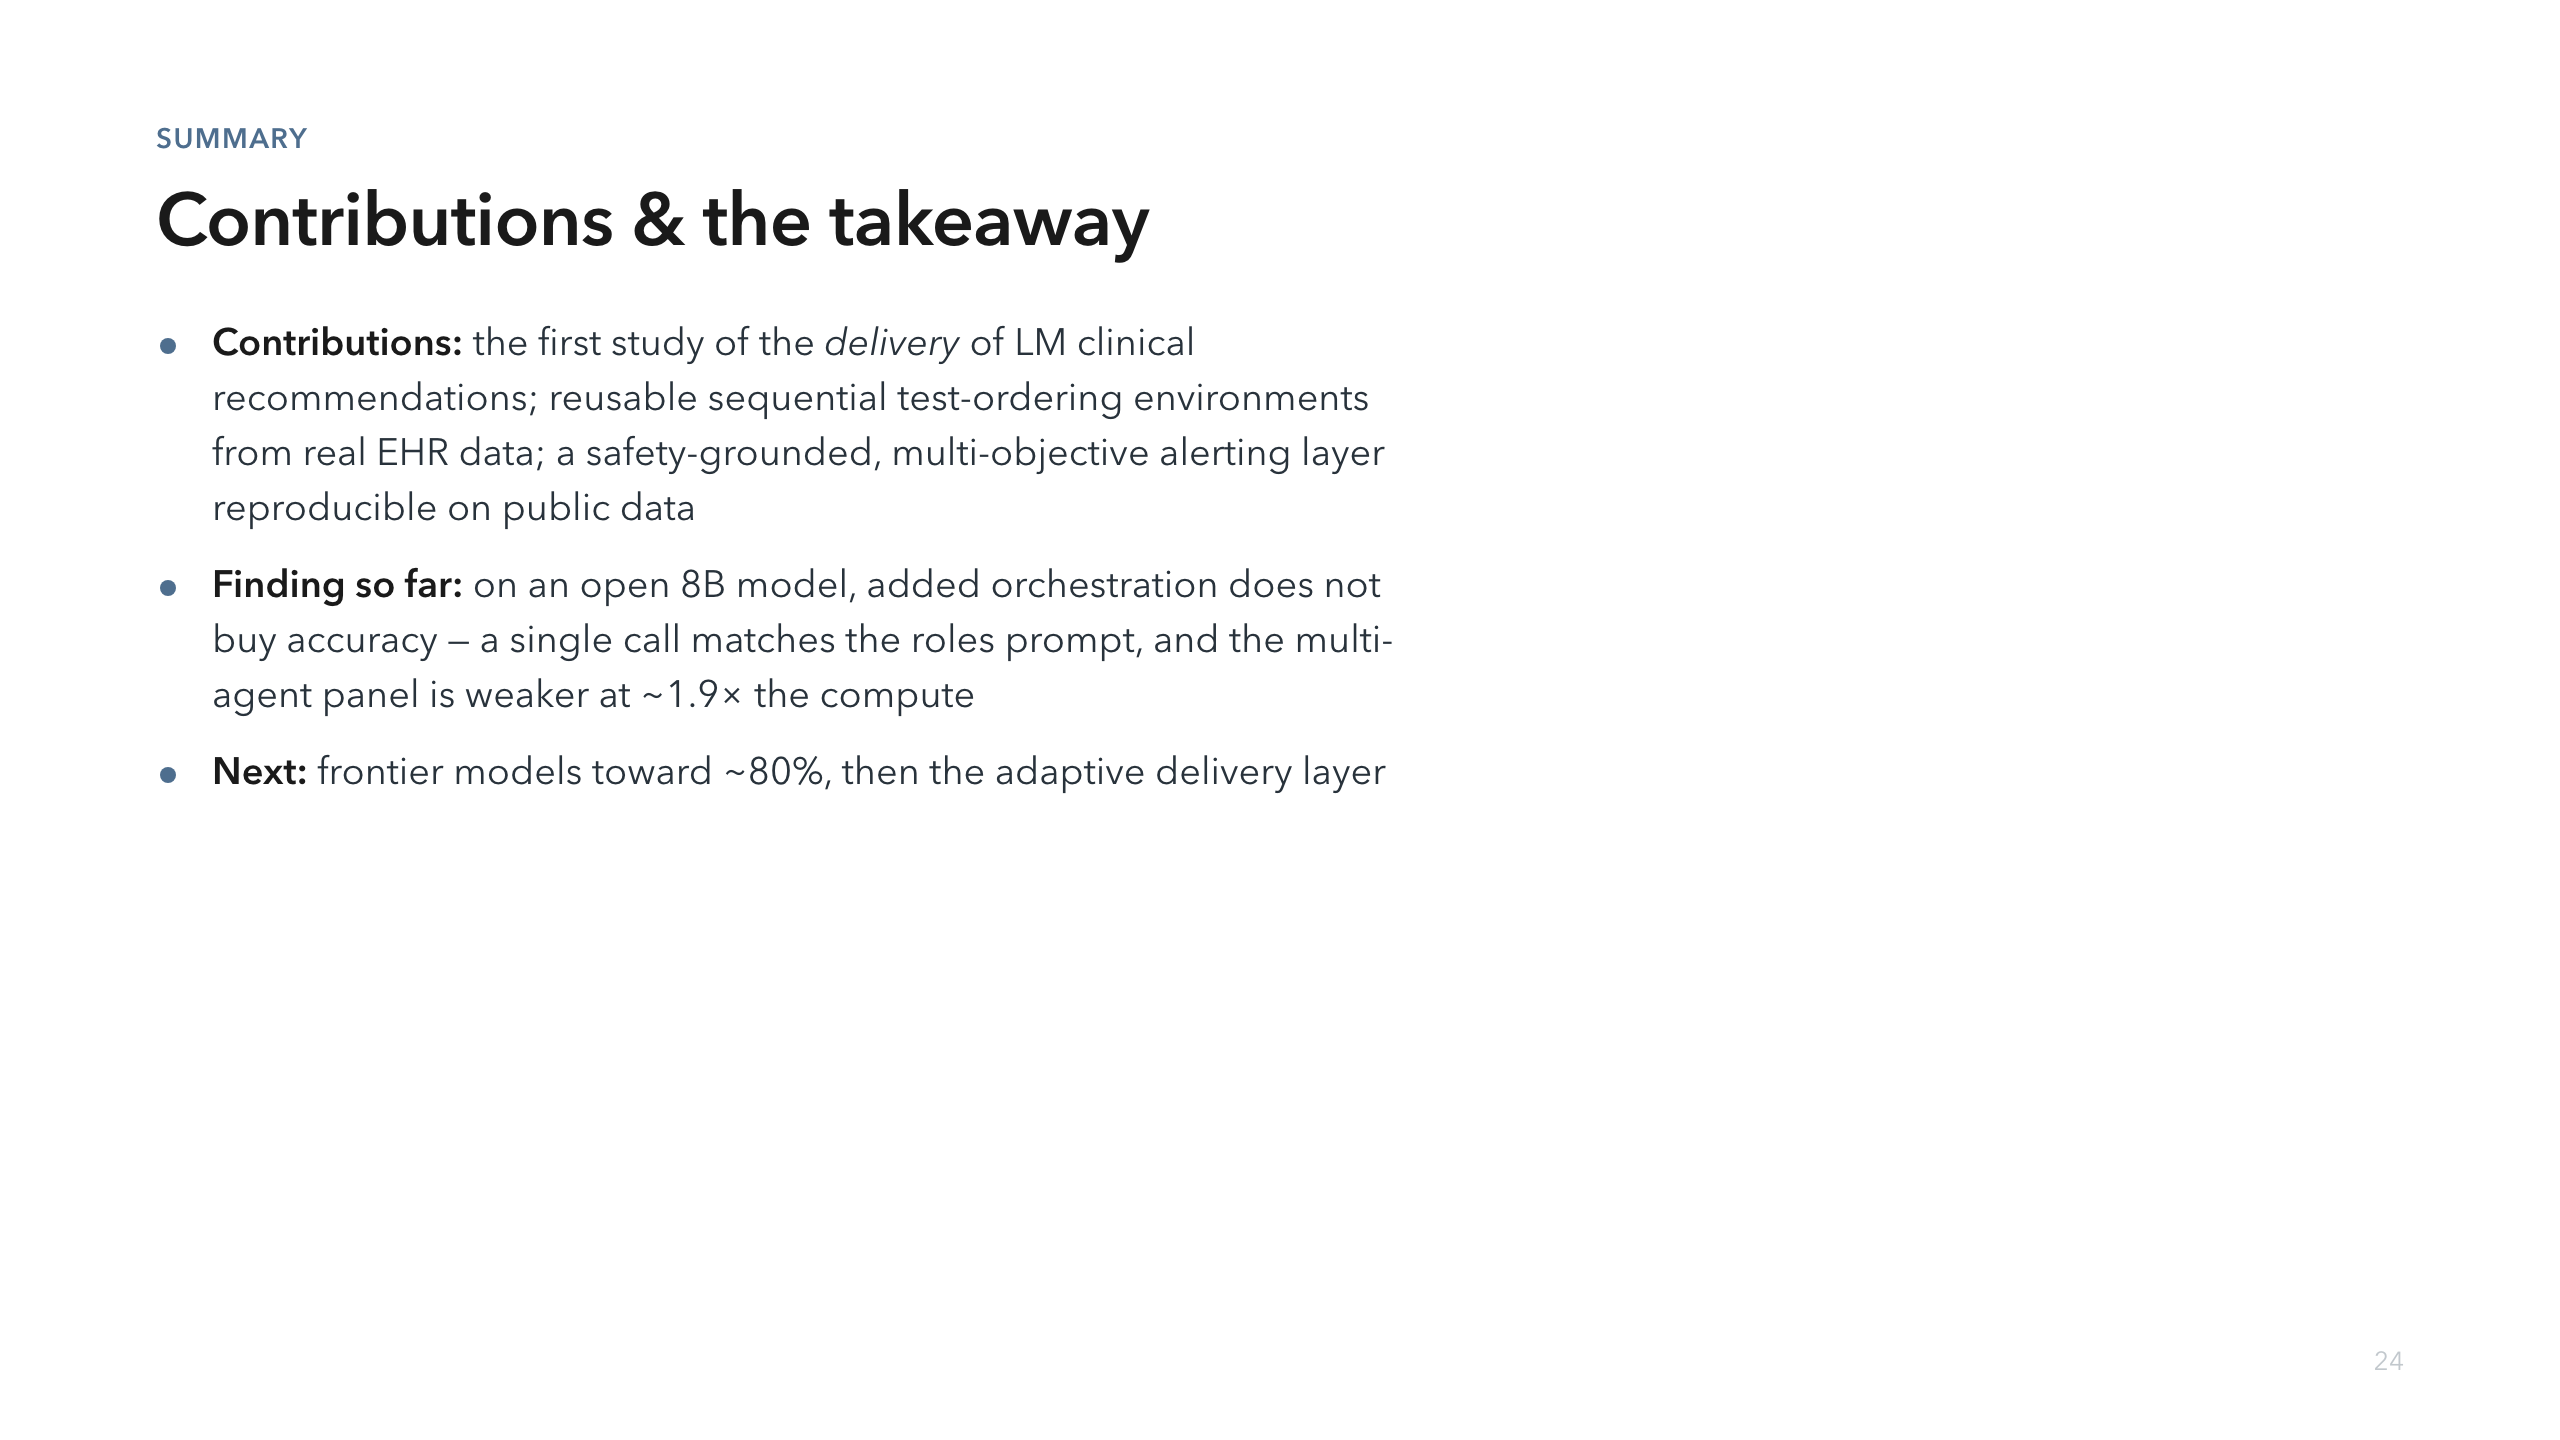 SUMMARY
Contributions & the takeaway
• Contributions: the first study of the delivery of LM clinical
recommendations; reusable sequential test-ordering environments
from real EHR data; a safety-grounded, multi-objective alerting layer
reproducible on public data
• Finding so far: on an open 8B model, added orchestration does not
buy accuracy – a single call matches the roles prompt, and the multi-
agent panel is weaker at ~1.9× the compute
• Next: frontier models toward ~80%, then the adaptive delivery layer
24